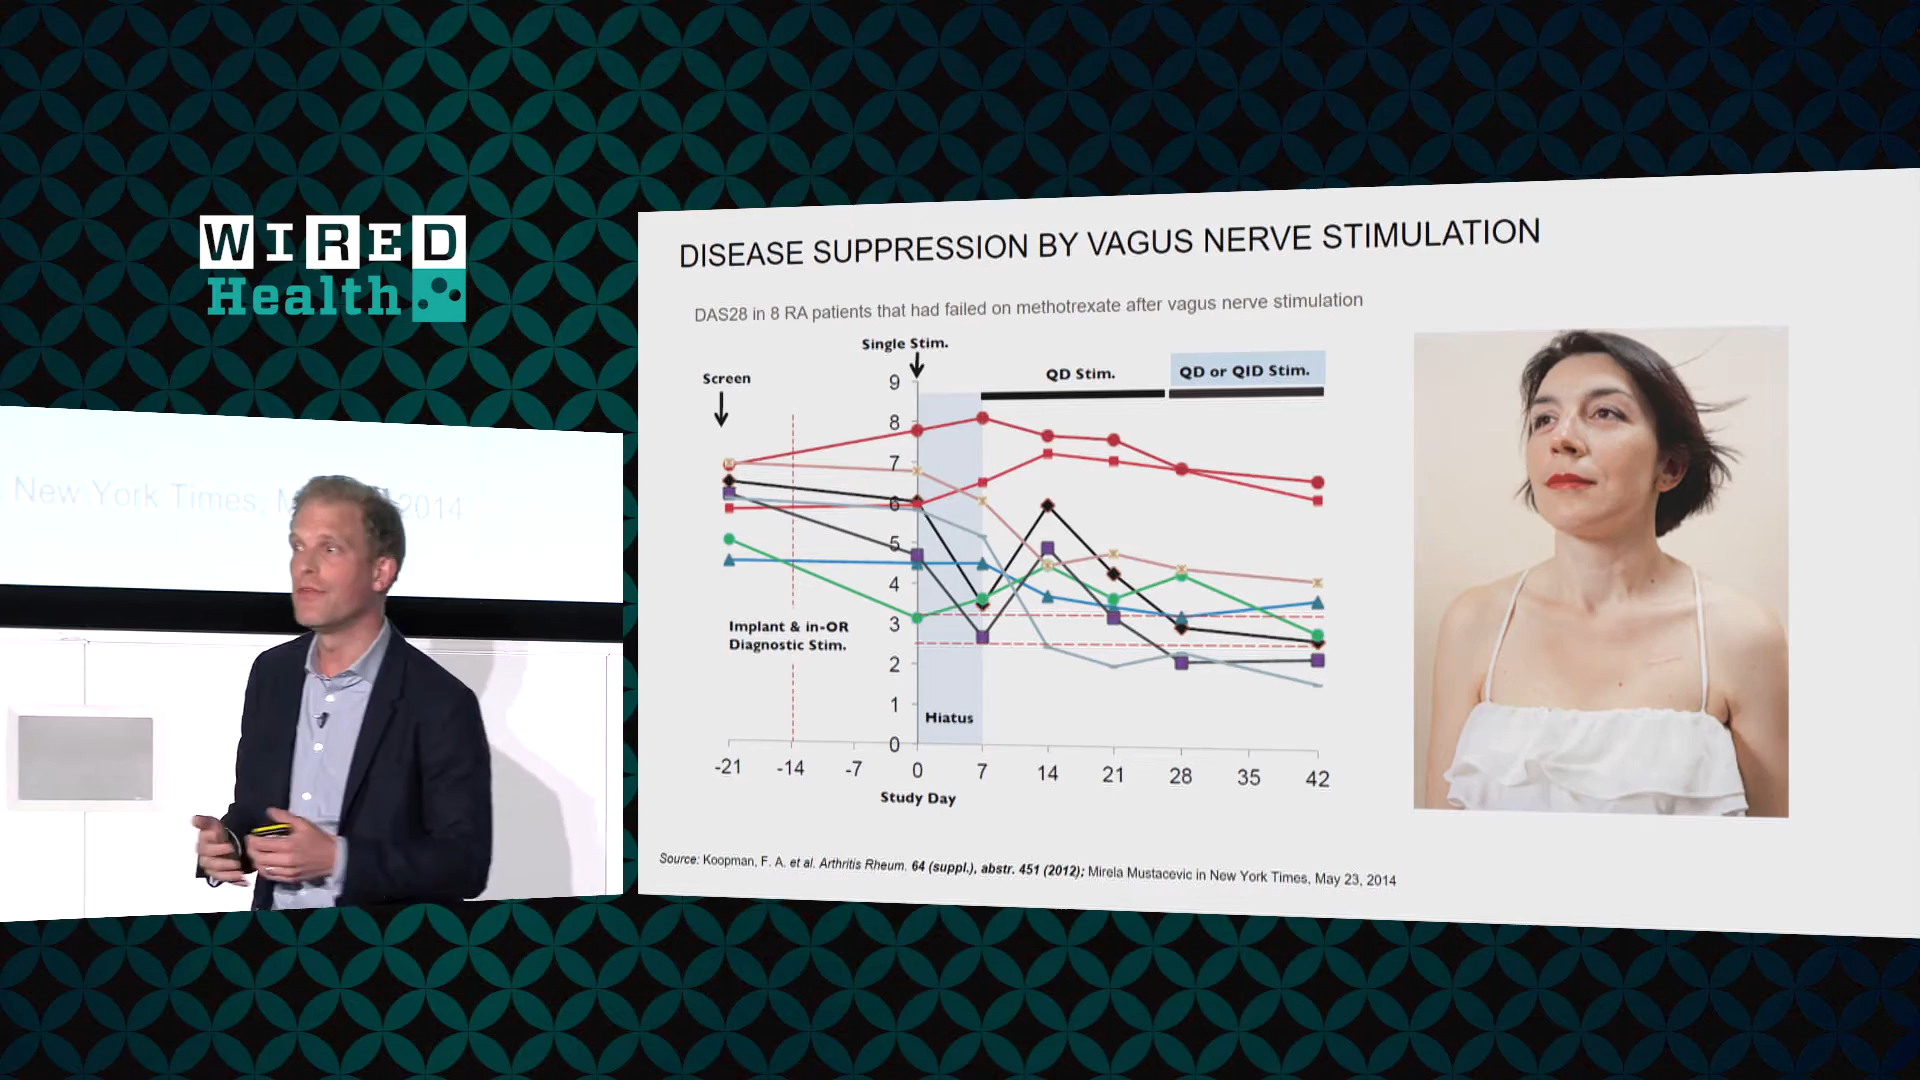 WIRED
Health
New York Times, M
2014
DISEASE SUPPRESSION BY VAGUS NERVE STIMULATION
DAS28 in 8 RA patients that had failed on methotrexate after vagus nerve stimulation
Single Stim.
Screen
QD Stim.
QD or QID Stim.
9
8
7
6
5
4
3
2
1
0
Implant & in-OR
Diagnostic Stim.
Hiatus
-21 -14 -7 0 7 14 21 28 35 42
Study Day
Source: Koopman, F. A. et al. Arthritis Rheum. 64 (suppl.), abstr. 451 (2012); Mirela Mustacevic in New York Times, May 23, 2014